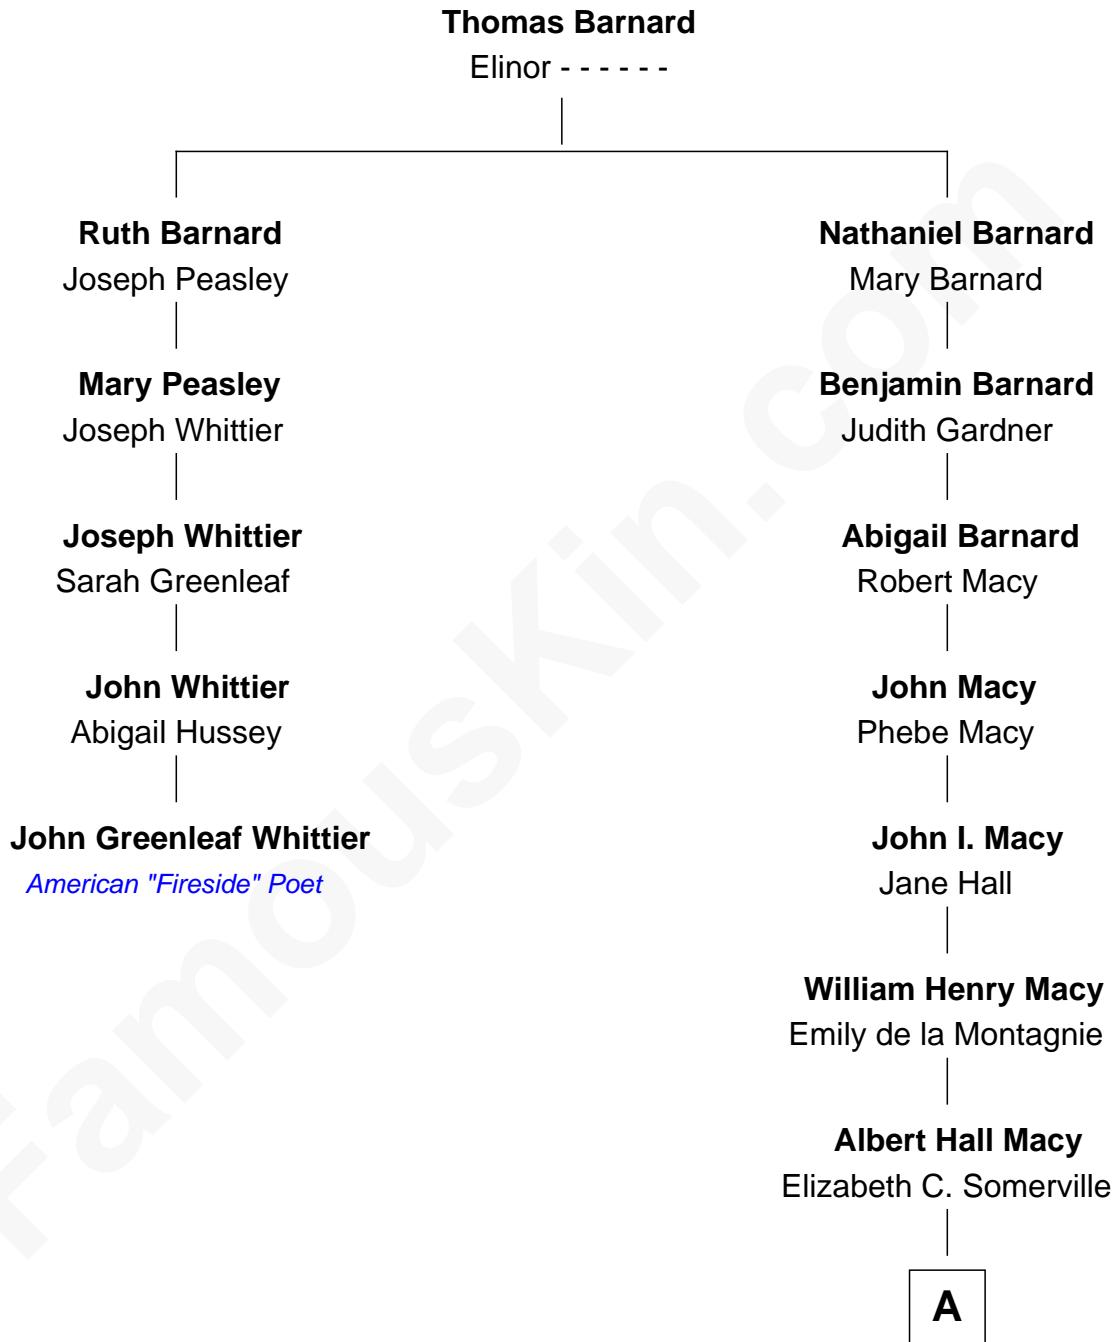 Thomas Barnard
Elinor - - - - - -
Ruth Barnard
Joseph Peasley
Mary Peasley
Joseph Whittier
Joseph Whittier
Sarah Greenleaf
John Whittier
Abigail Hussey
John Greenleaf Whittier
American "Fireside" Poet
Nathaniel Barnard
Mary Barnard
Benjamin Barnard
Judith Gardner
Abigail Barnard
Robert Macy
John Macy
Phebe Macy
John I. Macy
Jane Hall
William Henry Macy
Emily de la Montagnie
Albert Hall Macy
Elizabeth C. Somerville
A
FamousKin.com